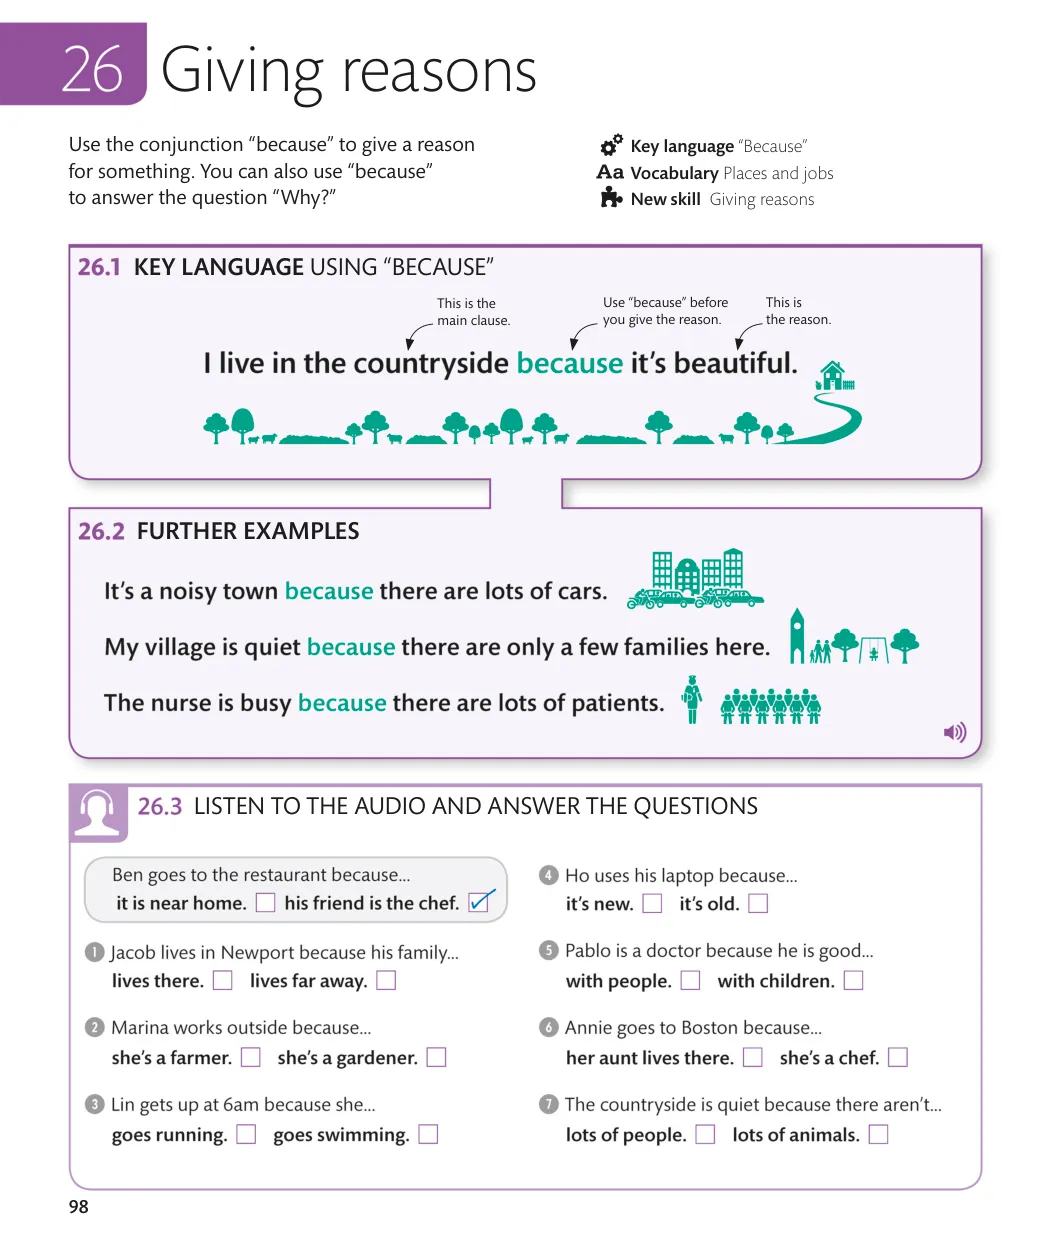 26 Giving reasons
Use the conjunction “because” to give a reason
for something. You can also use “because”
to answer the question “Why?”
Key language “Because”
Aa Vocabulary Places and jobs
New skill Giving reasons
26.1 KEY LANGUAGE USING “BECAUSE”
This is the
main clause.
Use “because” before
you give the reason.
This is
the reason.
I live in the countryside because it’s beautiful.
26.2 FURTHER EXAMPLES
It’s a noisy town because there are lots of cars.
My village is quiet because there are only a few families here.
The nurse is busy because there are lots of patients.
26.3 LISTEN TO THE AUDIO AND ANSWER THE QUESTIONS
Ben goes to the restaurant because...
it is near home. his friend is the chef.
1 Jacob lives in Newport because his family...
lives there. lives far away.
2 Marina works outside because...
she’s a farmer. she’s a gardener.
3 Lin gets up at 6am because she...
goes running. goes swimming.
4 Ho uses his laptop because...
it’s new. it’s old.
5 Pablo is a doctor because he is good...
with people. with children.
6 Annie goes to Boston because...
her aunt lives there. she’s a chef.
7 The countryside is quiet because there aren’t...
lots of people. lots of animals.
98